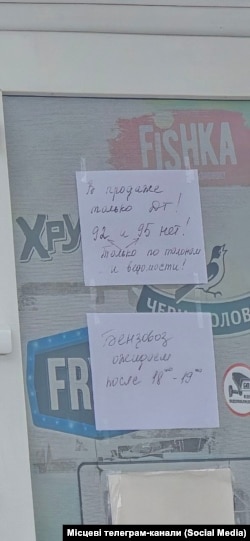 FISHKA
В продаже
только ДТ!
92 и 95 нет!
только по талонам
и ведомости!
ХРУ
FR
Бензовоз
ожидаем
после 18⁰⁰-19⁰⁰
Місцеві телеграм-канали (Social Media)